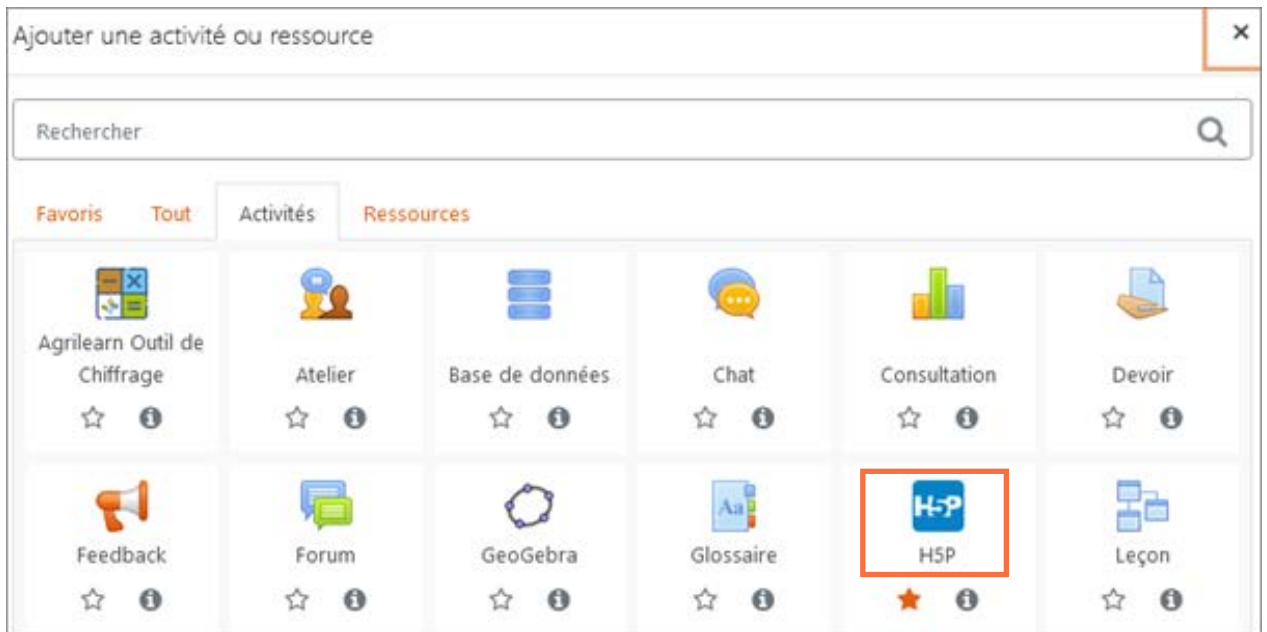 Ajouter une activité ou ressource
×
Rechercher
Favoris Tout Activités Ressources
Agrilearn Outil de
Chiffrage Atelier Base de données Chat Consultation Devoir
Aa H5P
Feedback Forum GeoGebra Glossaire H5P Leçon